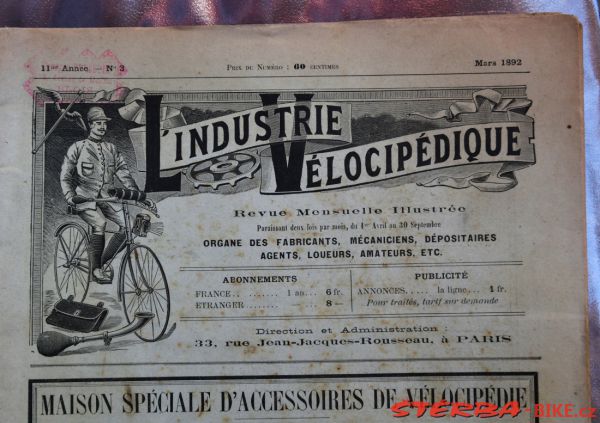 11me Année. — No 3
Prix du Numéro : 60 centimes
Mars 1892
L'INDUSTRIE
VÉLOCIPÉDIQUE
Revue Mensuelle Illustrée
Paraissant deux fois par mois, du 1er Avril au 30 Septembre
ORGANE DES FABRICANTS, MÉCANICIENS, DÉPOSITAIRES
AGENTS, LOUEURS, AMATEURS, ETC.
ABONNEMENTS
FRANCE.. ........ 1 an... 6 fr.
ETRANGER ........ 8 —
PUBLICITÉ
ANNONCES..... la ligne... 1 fr.
Pour traités, tarif sur demande
Direction et Administration :
33, rue Jean-Jacques-Rousseau, à PARIS
MAISON SPÉCIALE D'ACCESSOIRES DE VÉLOCIPÉDIE
STERBA-BIKE.cz